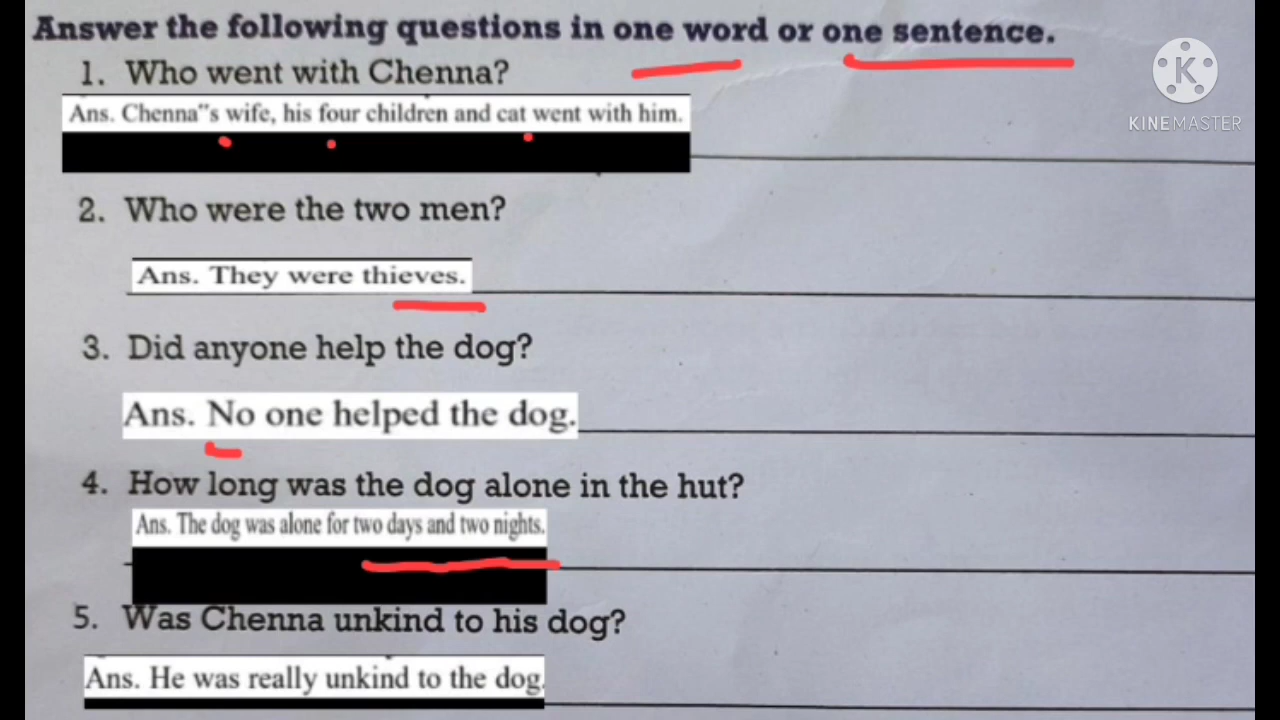 Answer the following questions in one word or one sentence.
1. Who went with Chenna?
Ans. Chenna"s wife, his four children and cat went with him.
2. Who were the two men?
Ans. They were thieves.
3. Did anyone help the dog?
Ans. No one helped the dog.
4. How long was the dog alone in the hut?
Ans. The dog was alone for two days and two nights.
5. Was Chenna unkind to his dog?
Ans. He was really unkind to the dog.
K
KINEMASTER